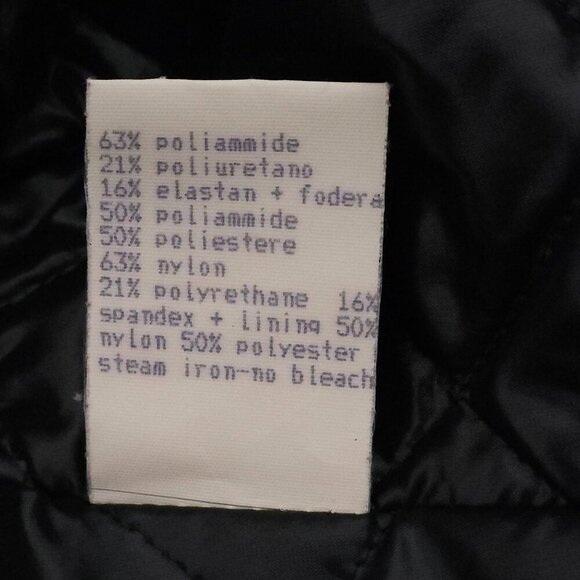 63% poliammide
21% poliuretano
16% elastan + fodera
50% poliammide
50% poliestere
63% nylon
21% polyrethane 16%
spandex + lining 50%
nylon 50% polyester
steam iron-no bleach